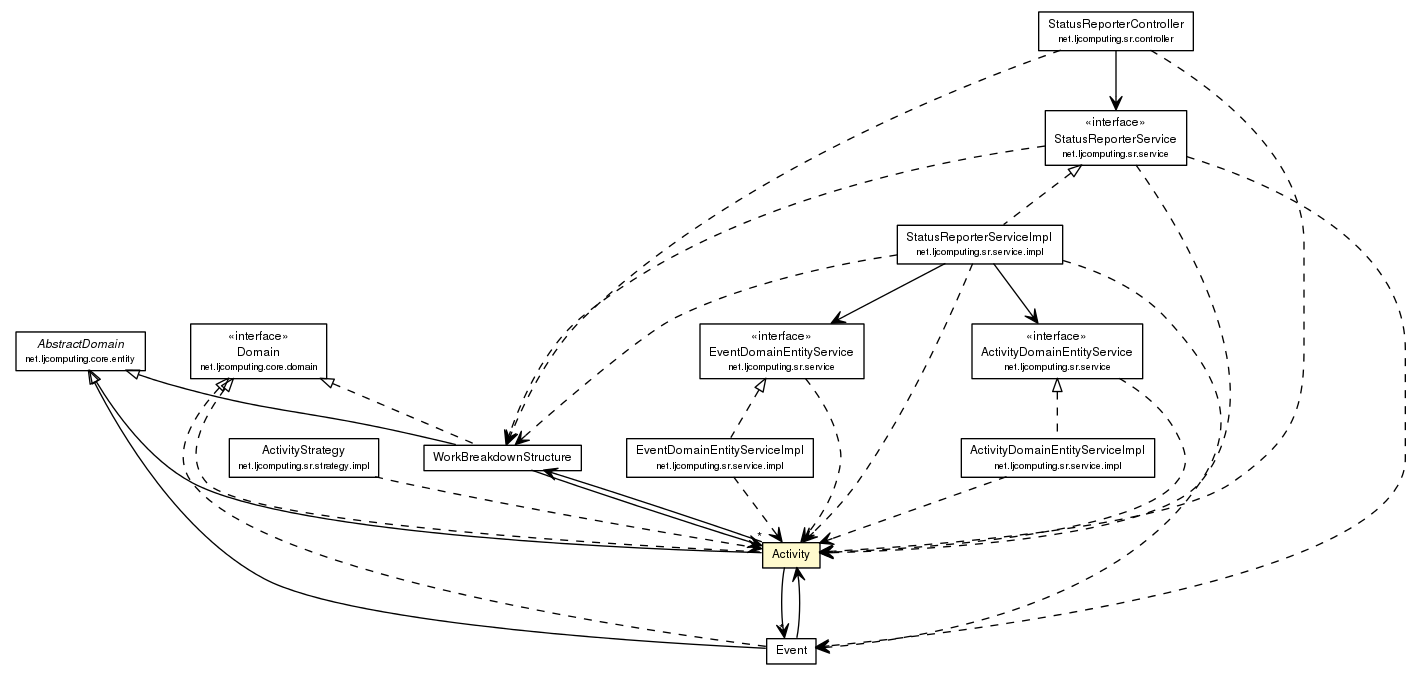 StatusReporterController
net.ljcomputing.sr.controller
«interface»
StatusReporterService
net.ljcomputing.sr.service
StatusReporterServiceImpl
net.ljcomputing.sr.service.impl
AbstractDomain
net.ljcomputing.core.entity
«interface»
Domain
net.ljcomputing.core.domain
«interface»
EventDomainEntityService
net.ljcomputing.sr.service
«interface»
ActivityDomainEntityService
net.ljcomputing.sr.service
ActivityStrategy
net.ljcomputing.sr.strategy.impl
WorkBreakdownStructure
EventDomainEntityServiceImpl
net.ljcomputing.sr.service.impl
ActivityDomainEntityServiceImpl
net.ljcomputing.sr.service.impl
*
Activity
*
Event